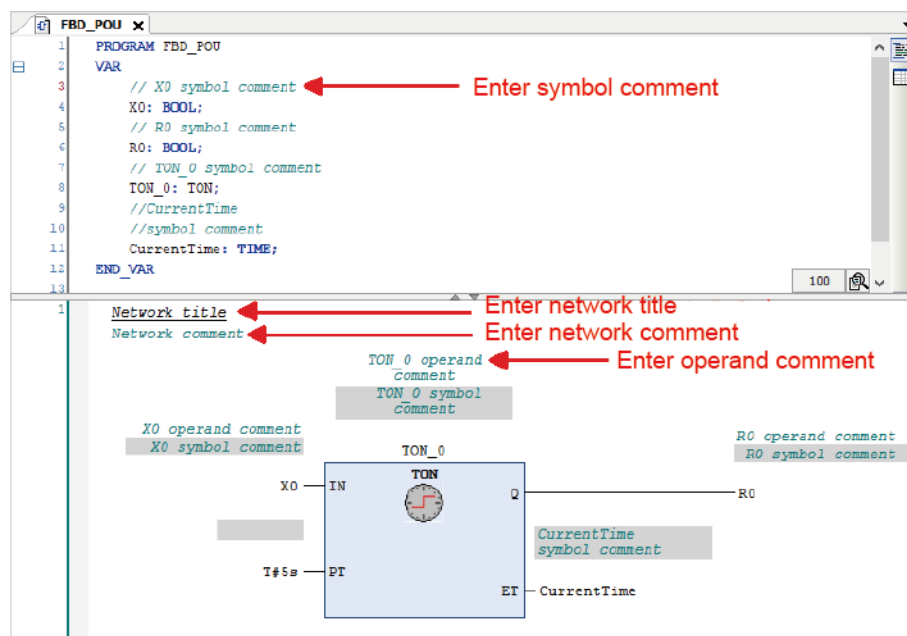 FBD_POU
1 PROGRAM FBD_POU
2 VAR
3 // X0 symbol comment
Enter symbol comment
4 X0: BOOL;
5 // R0 symbol comment
6 R0: BOOL;
7 // TON_0 symbol comment
8 TON_0: TON;
9 //CurrentTime
10 //symbol comment
11 CurrentTime: TIME;
12 END_VAR
13
100
1 Network title
Enter network title
Network comment
Enter network comment
TON_0 operand
comment
Enter operand comment
TON_0 symbol
comment
X0 operand comment
X0 symbol comment
R0 operand comment
R0 symbol comment
TON_0
TON
X0 IN
Q R0
CurrentTime
symbol comment
T#5s PT
ET CurrentTime